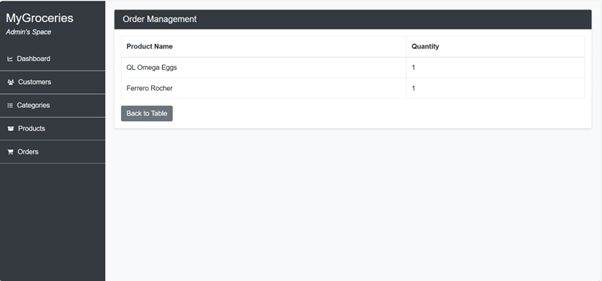 MyGroceries
Admin's Space
Dashboard
Customers
Categories
Products
Orders
Order Management
Product Name Quantity
QL Omega Eggs 1
Ferrero Rocher 1
Back to Table